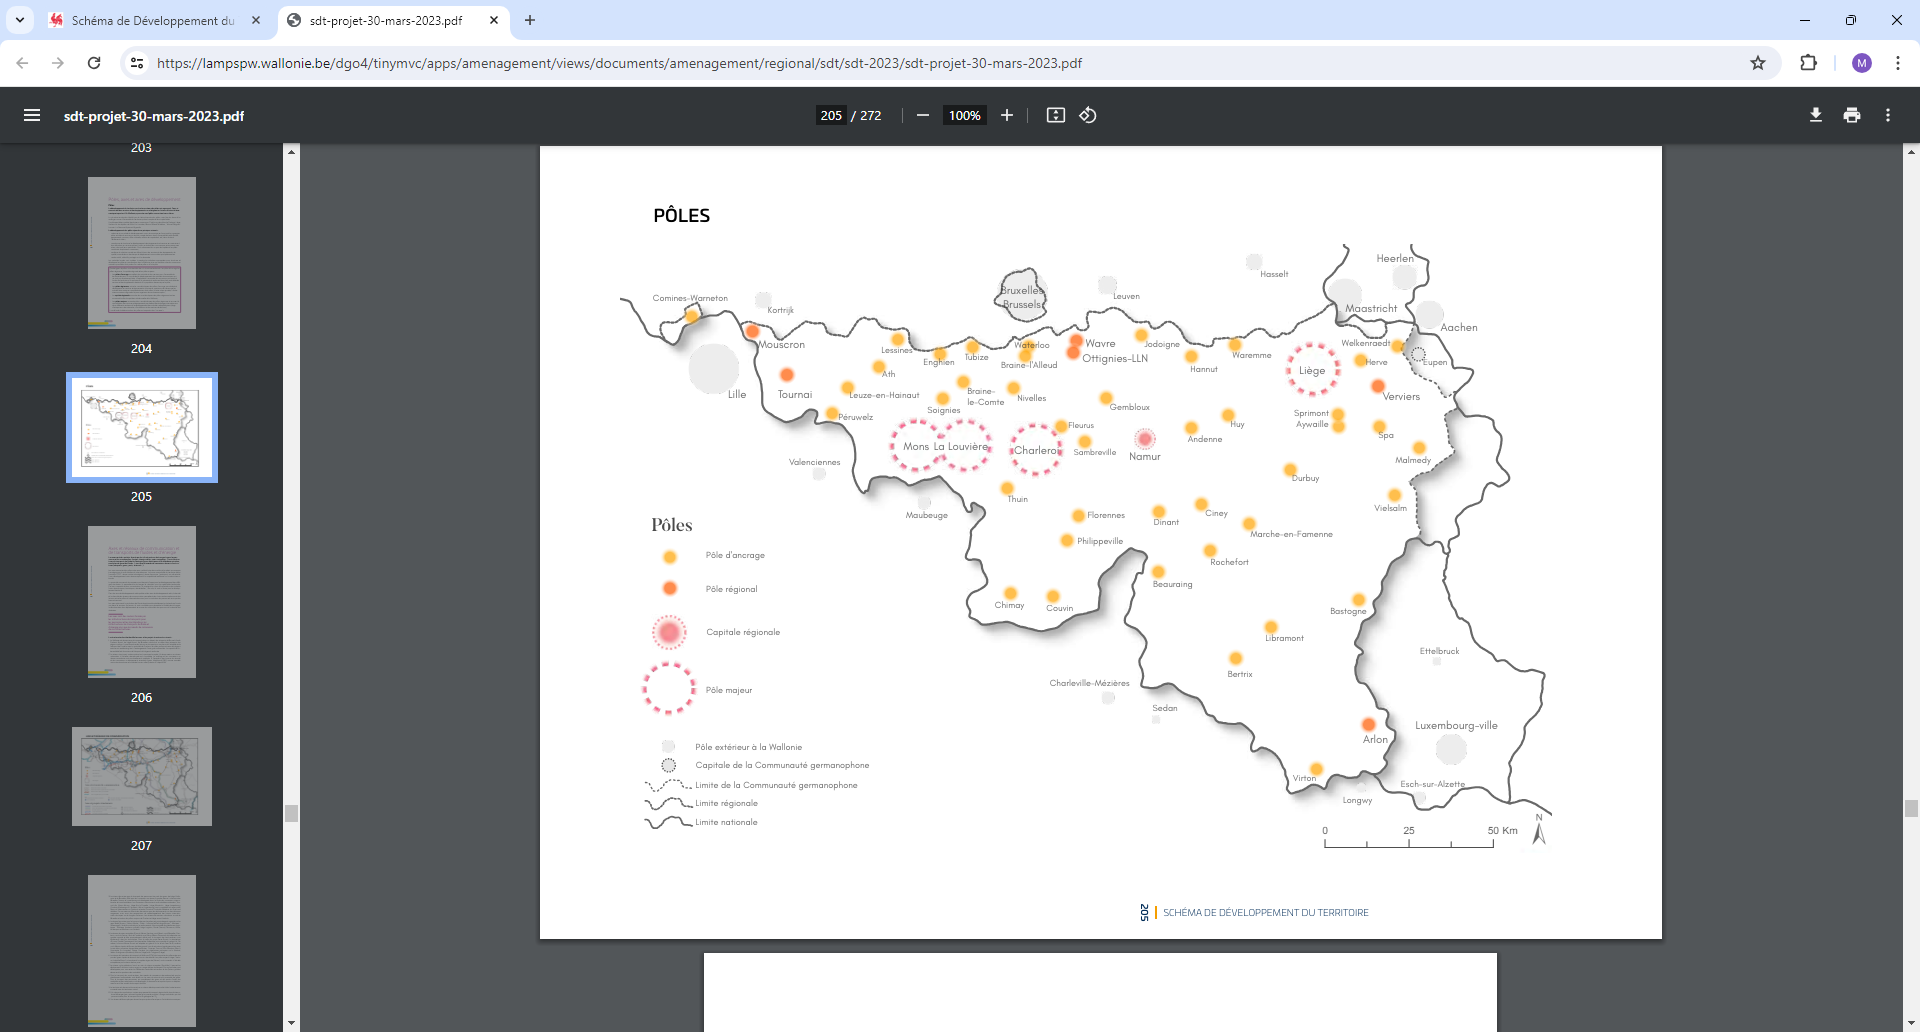 Schéma de Développement du
sdt-projet-30-mars-2023.pdf
https://lampspw.wallonie.be/dgo4/tinymvc/apps/amenagement/views/documents/amenagement/regional/sdt/sdt-2023/sdt-projet-30-mars-2023.pdf
M
sdt-projet-30-mars-2023.pdf
205 / 272
100%
203
204
205
206
207
PÔLES
Heerlen
Hasselt
Bruxelles
Brussels
Leuven
Comines-Warneton
Kortrijk
Maastricht
Aachen
Mouscron
Lessines
Enghien
Tubize
Waterloo
Braine-l'Alleud
Wavre
Ottignies-LLN
Jodoigne
Hannut
Waremme
Welkenraedt
Herve
Eupen
Liège
Ath
Lille
Tournai
Leuze-en-Hainaut
Braine-
le-Comte
Nivelles
Soignies
Gembloux
Verviers
Péruwelz
Fleurus
Andenne
Huy
Sprimont
Aywaille
Spa
Mons
La Louvière
Charleroi
Sambreville
Namur
Malmedy
Valenciennes
Durbuy
Thuin
Vielsalm
Maubeuge
Florennes
Dinant
Ciney
Marche-en-Famenne
Philippeville
Rochefort
Beauraing
Chimay
Couvin
Bastogne
Libramont
Ettelbruck
Bertrix
Charleville-Mézières
Sedan
Luxembourg-ville
Arlon
Virton
Esch-sur-Alzette
Longwy
Pôles
Pôle d'ancrage
Pôle régional
Capitale régionale
Pôle majeur
Pôle extérieur à la Wallonie
Capitale de la Communauté germanophone
Limite de la Communauté germanophone
Limite régionale
Limite nationale
0 25 50 Km
N
205 SCHÉMA DE DÉVELOPPEMENT DU TERRITOIRE